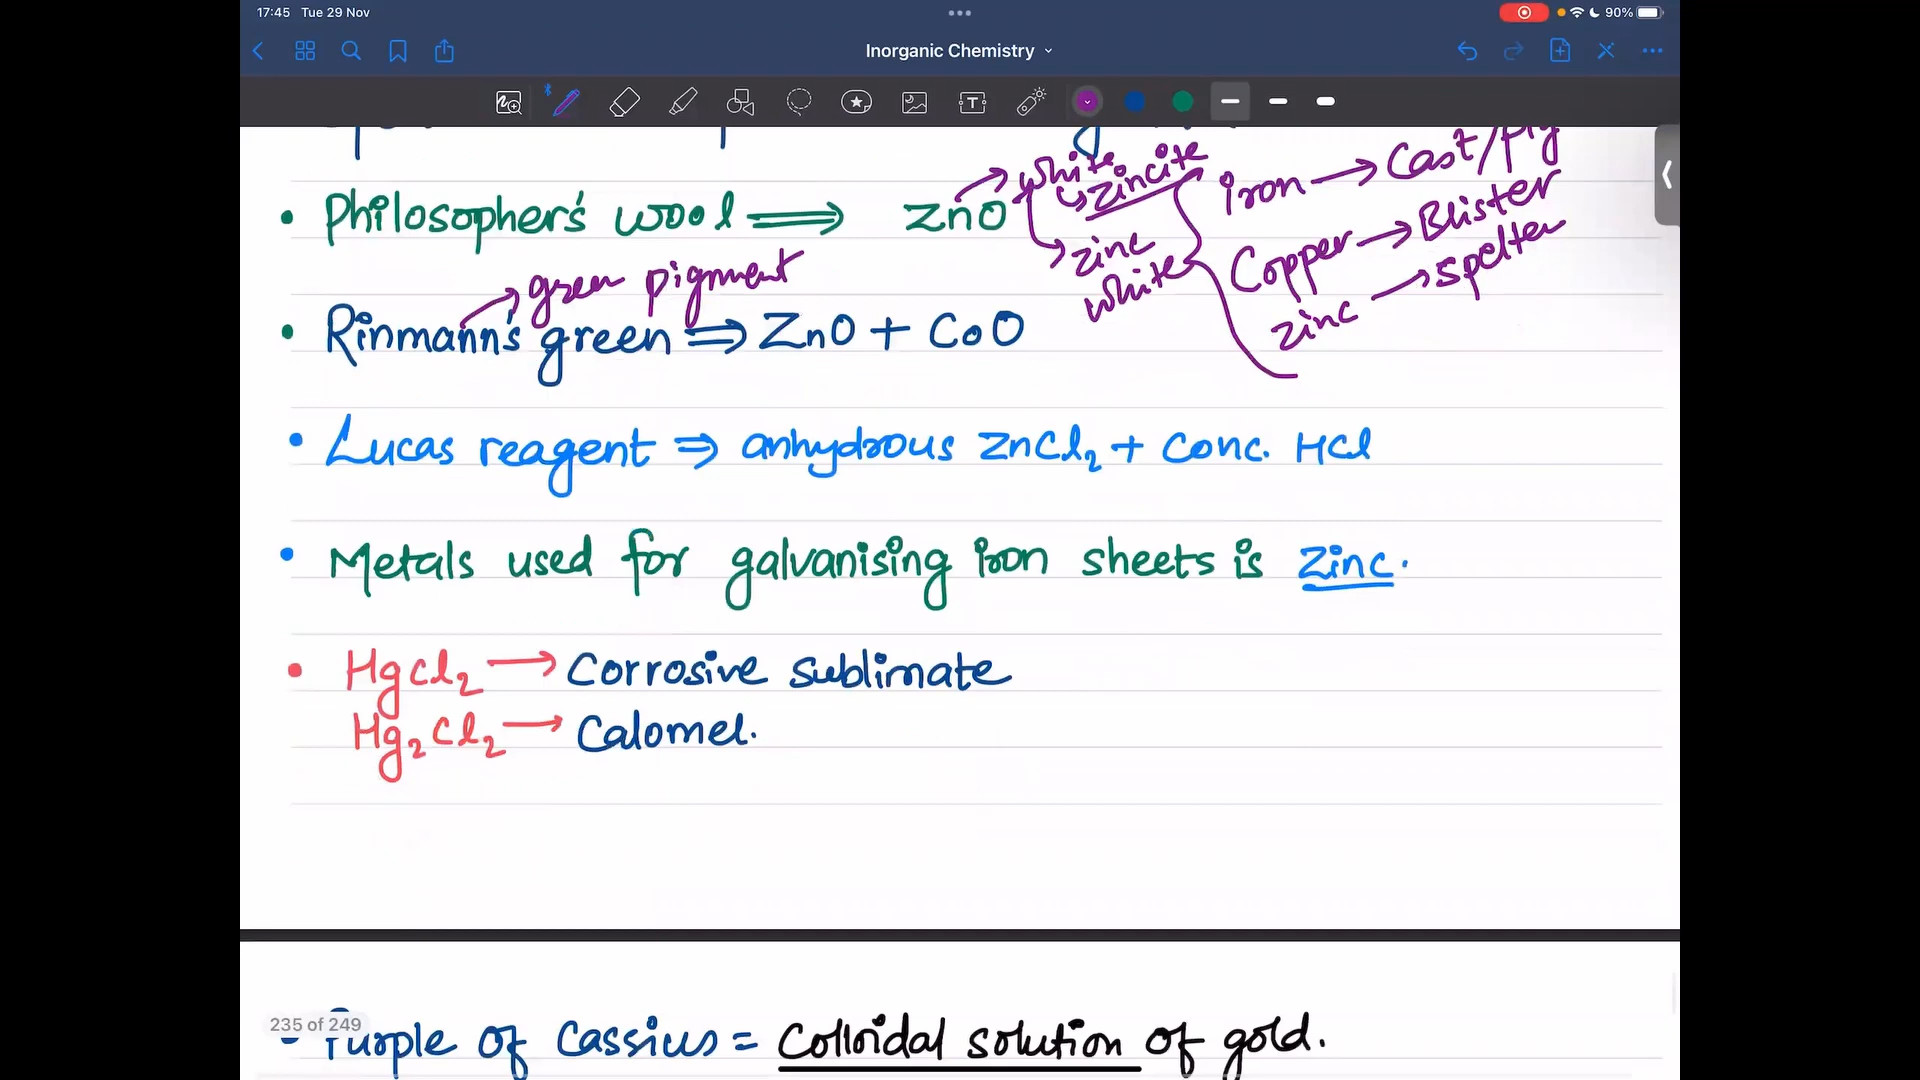 17:45 Tue 29 Nov
90%
Inorganic Chemistry
• Philosopher's wool ⟹ ZnO → white
↳ zincite
→ zinc white
iron → Cast/Pig
Copper → Blister
zinc → spelter
→ green pigment
• Rinmann's green ⟹ ZnO + CoO
• Lucas reagent ⇒ anhydrous ZnCl₂ + Conc. HCl
• Metals used for galvanising iron sheets is zinc.
• HgCl₂ → Corrosive sublimate
Hg₂Cl₂ → Calomel.
235 of 249
• Purple of Cassius = Colloidal solution of gold.